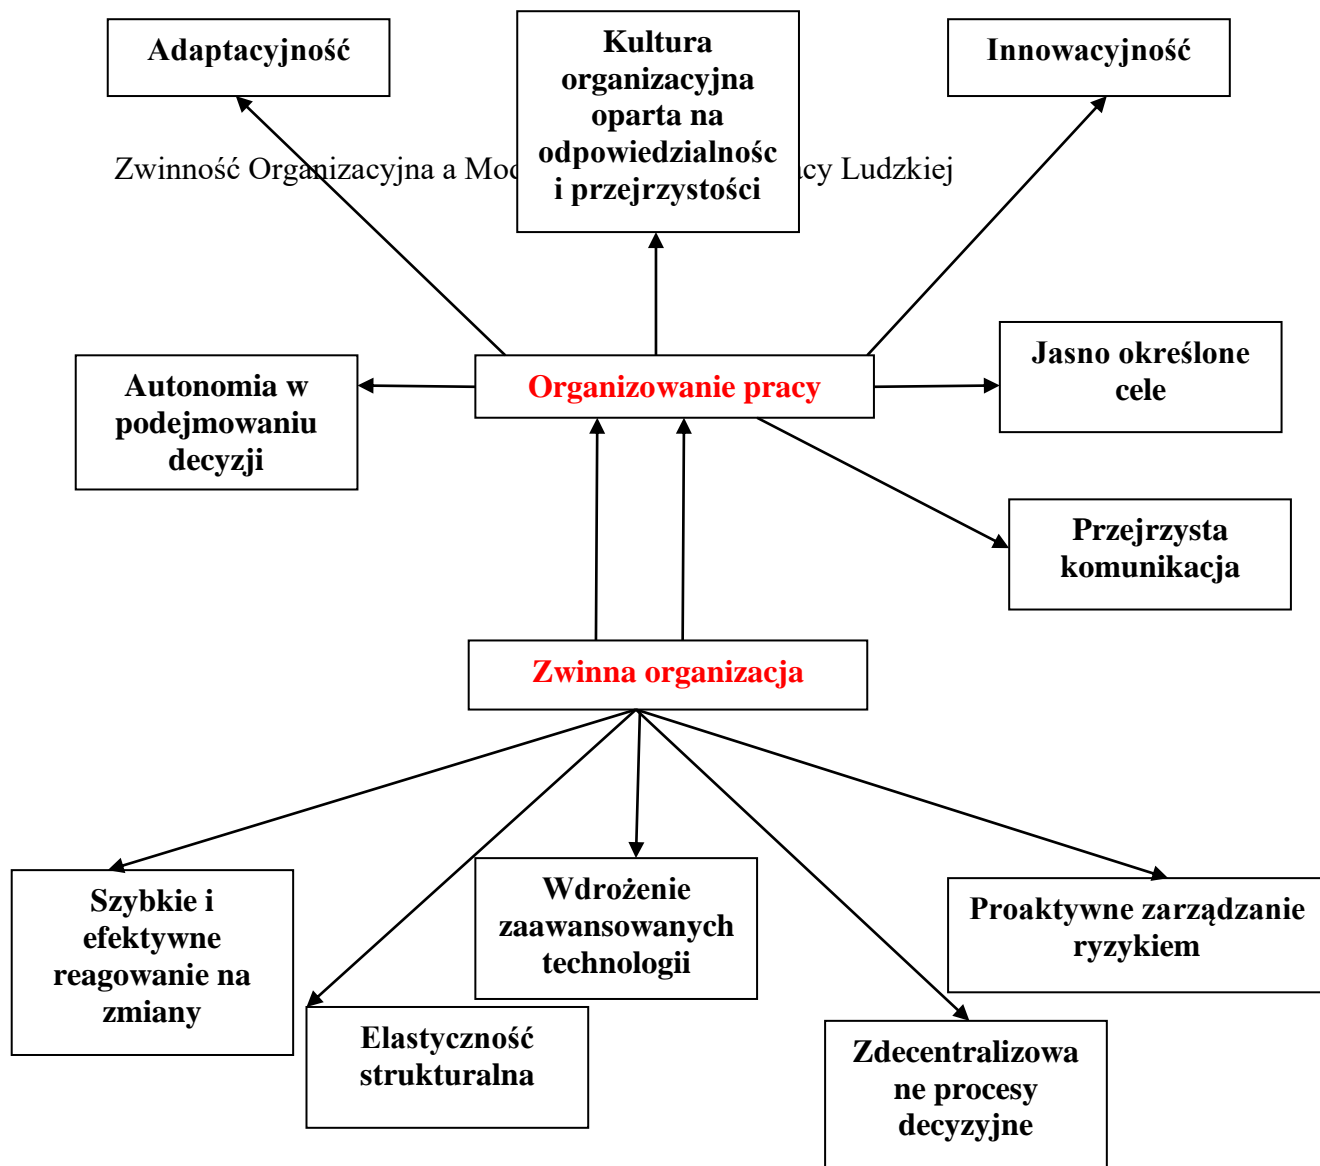 Adaptacyjność
Kultura
organizacyjna
oparta na
odpowiedzialnośc
i przejrzystości
Innowacyjność
Zwinność Organizacyjna a
cy Ludzkiej
Autonomia w
podejmowaniu
decyzji
Organizowanie pracy
Jasno określone
cele
Przejrzysta
komunikacja
Zwinna organizacja
Szybkie i
efektywne
reagowanie na
zmiany
Elastyczność
strukturalna
Wdrożenie
zaawansowanych
technologii
Zdecentralizowa
ne procesy
decyzyjne
Proaktywne zarządzanie
ryzykiem